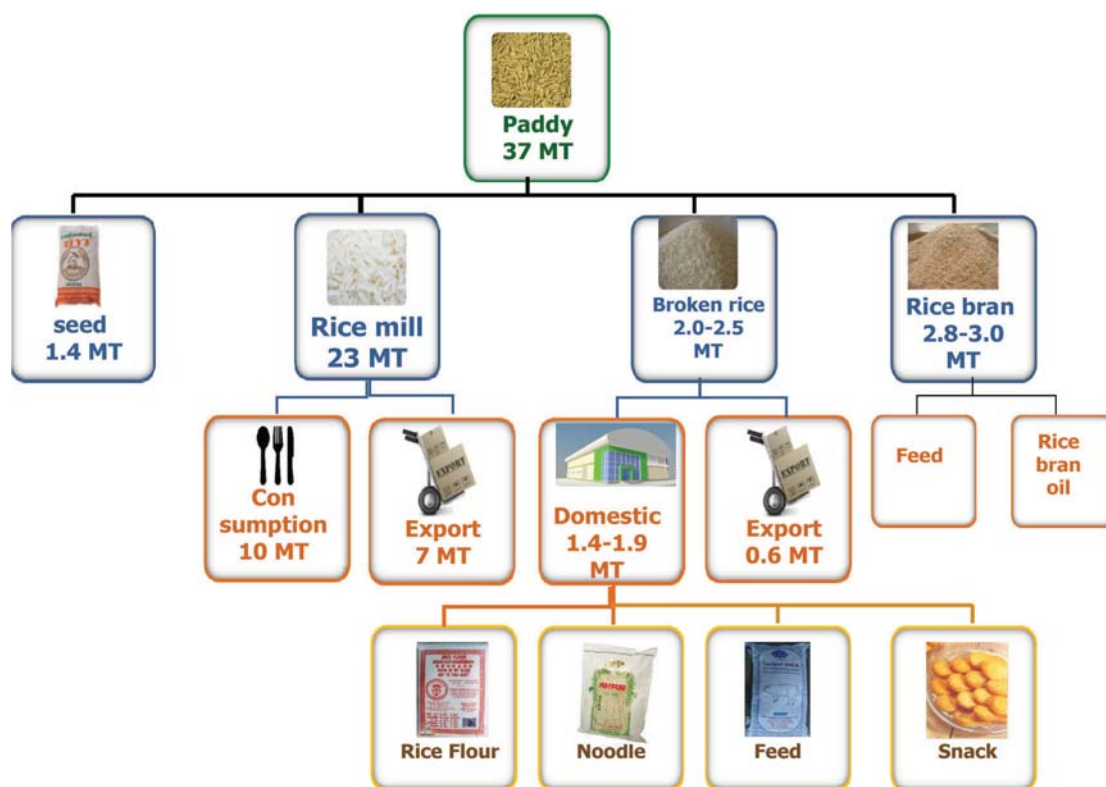 Paddy
37 MT
seed
1.4 MT
Rice mill
23 MT
Broken rice
2.0-2.5
MT
Rice bran
2.8-3.0
MT
Con
sumption
10 MT
EXPORT
Export
7 MT
Domestic
1.4-1.9
MT
EXPORT
Export
0.6 MT
Feed
Rice
bran
oil
Rice Flour
Noodle
Feed
Snack